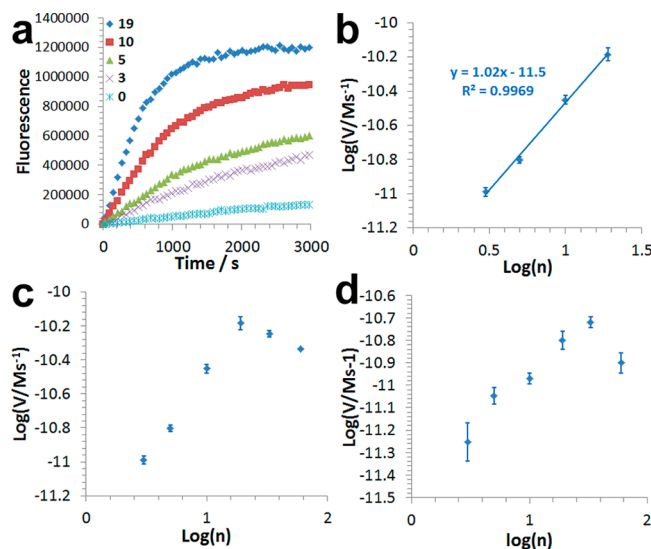 a
19
10
5
3
0
1400000
1200000
1000000
800000
600000
400000
200000
0
0 1000 2000 3000
Fluorescence
Time / s
b
y = 1.02x - 11.5
R² = 0.9969
-10
-10.2
-10.4
-10.6
-10.8
-11
-11.2
0.0 0.5 1.0 1.5
Log(V/Ms⁻¹)
Log(n)
c
-10
-10.2
-10.4
-10.6
-10.8
-11
-11.2
0 1 2
Log(V/Ms⁻¹)
Log(n)
d
-10.6
-10.7
-10.8
-10.9
-11
-11.1
-11.2
-11.3
-11.4
-11.5
0 1 2
Log(V/Ms-1)
log(n)